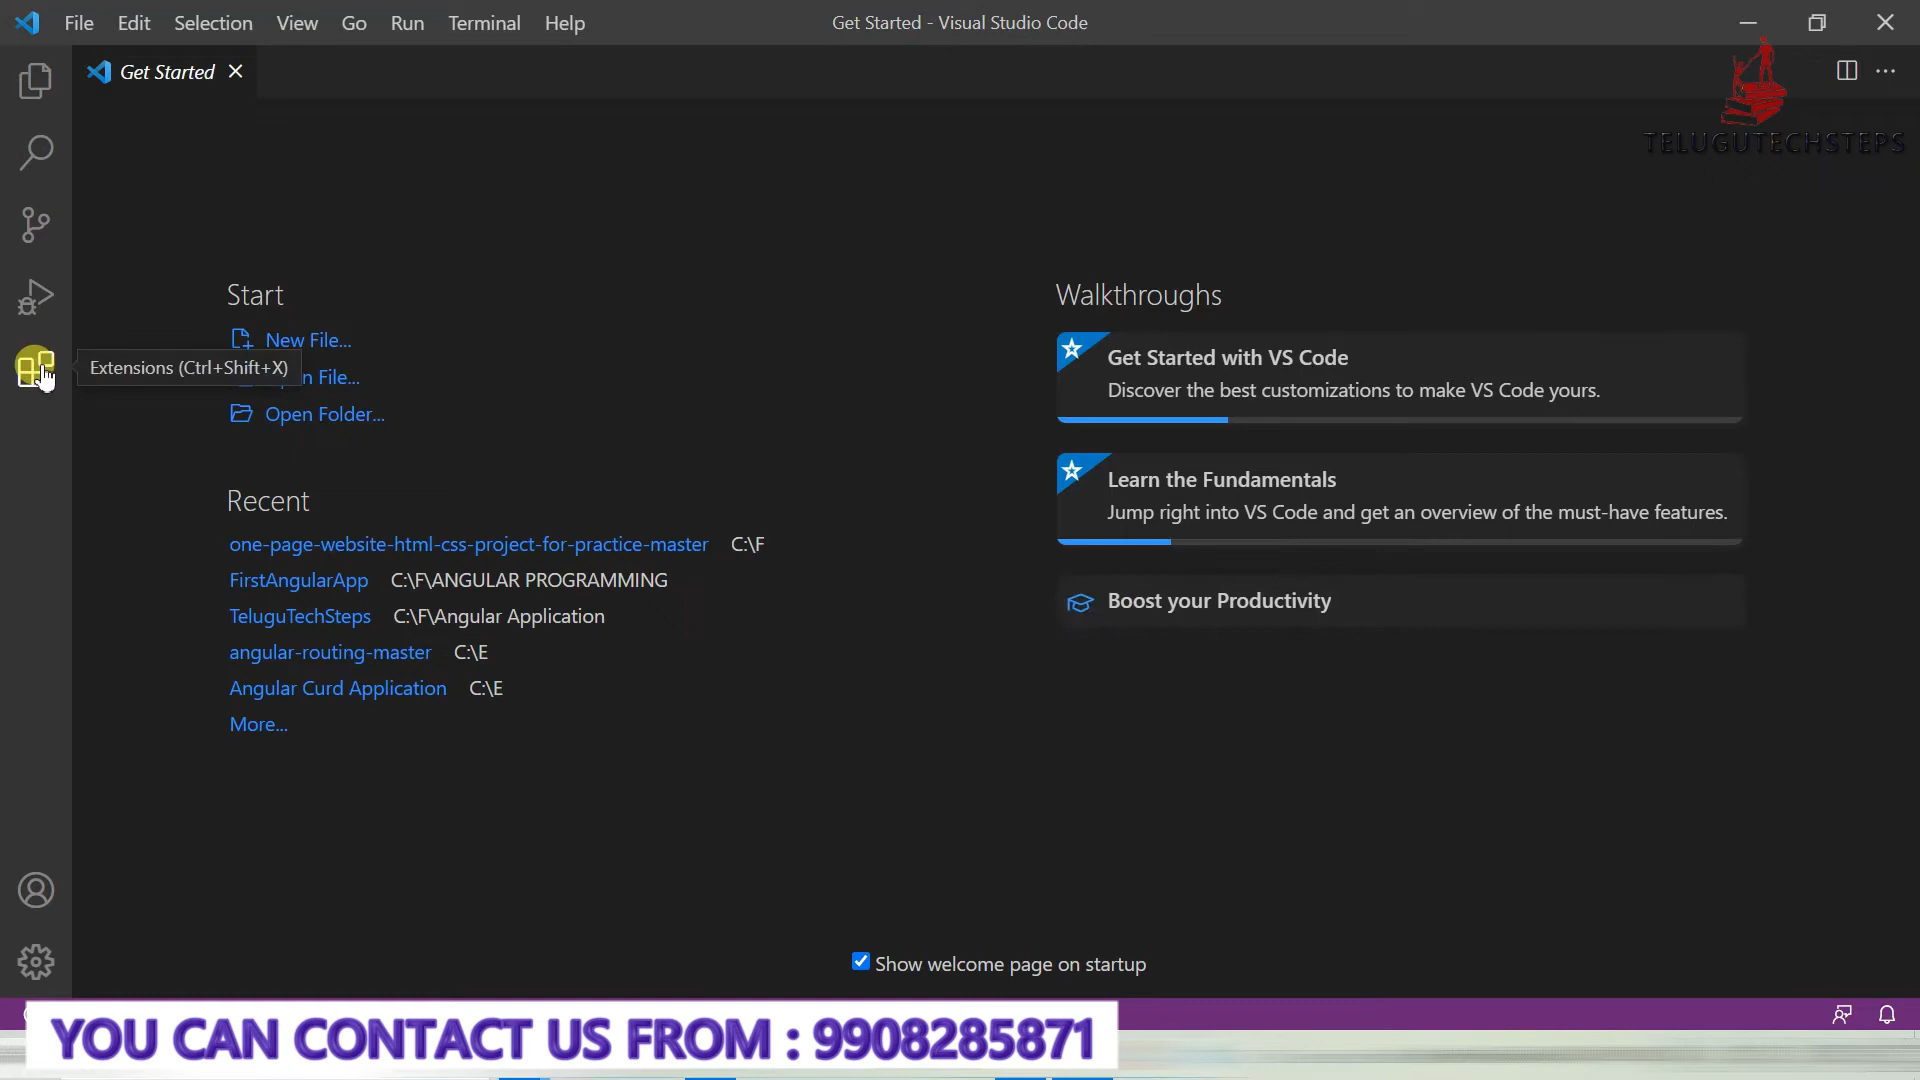 File Edit Selection View Go Run Terminal Help
Get Started - Visual Studio Code
Get Started
TELUGUTECHSTEPS
Start
New File...
Extensions (Ctrl+Shift+X)
n File...
Open Folder...
Recent
one-page-website-html-css-project-for-practice-master C:\F
FirstAngularApp C:\F\ANGULAR PROGRAMMING
TeluguTechSteps C:\F\Angular Application
angular-routing-master C:\E
Angular Curd Application C:\E
More...
Walkthroughs
Get Started with VS Code
Discover the best customizations to make VS Code yours.
Learn the Fundamentals
Jump right into VS Code and get an overview of the must-have features.
Boost your Productivity
Show welcome page on startup
YOU CAN CONTACT US FROM : 9908285871